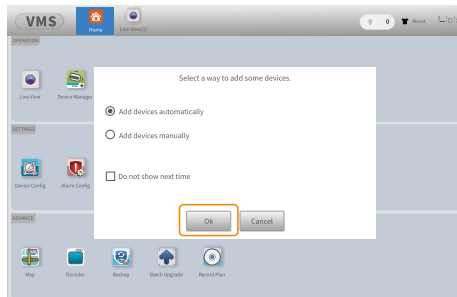 VMS
Home
Live View(1)
0
About
OPERATION
Live View
Device Manager
Select a way to add some devices.
Add devices automatically
Add devices manually
Do not show next time
Ok
Cancel
SETTINGS
Device Config
Alarm Config
ADVANCE
Map
Decoder
Backup
Batch Upgrade
Record Plan